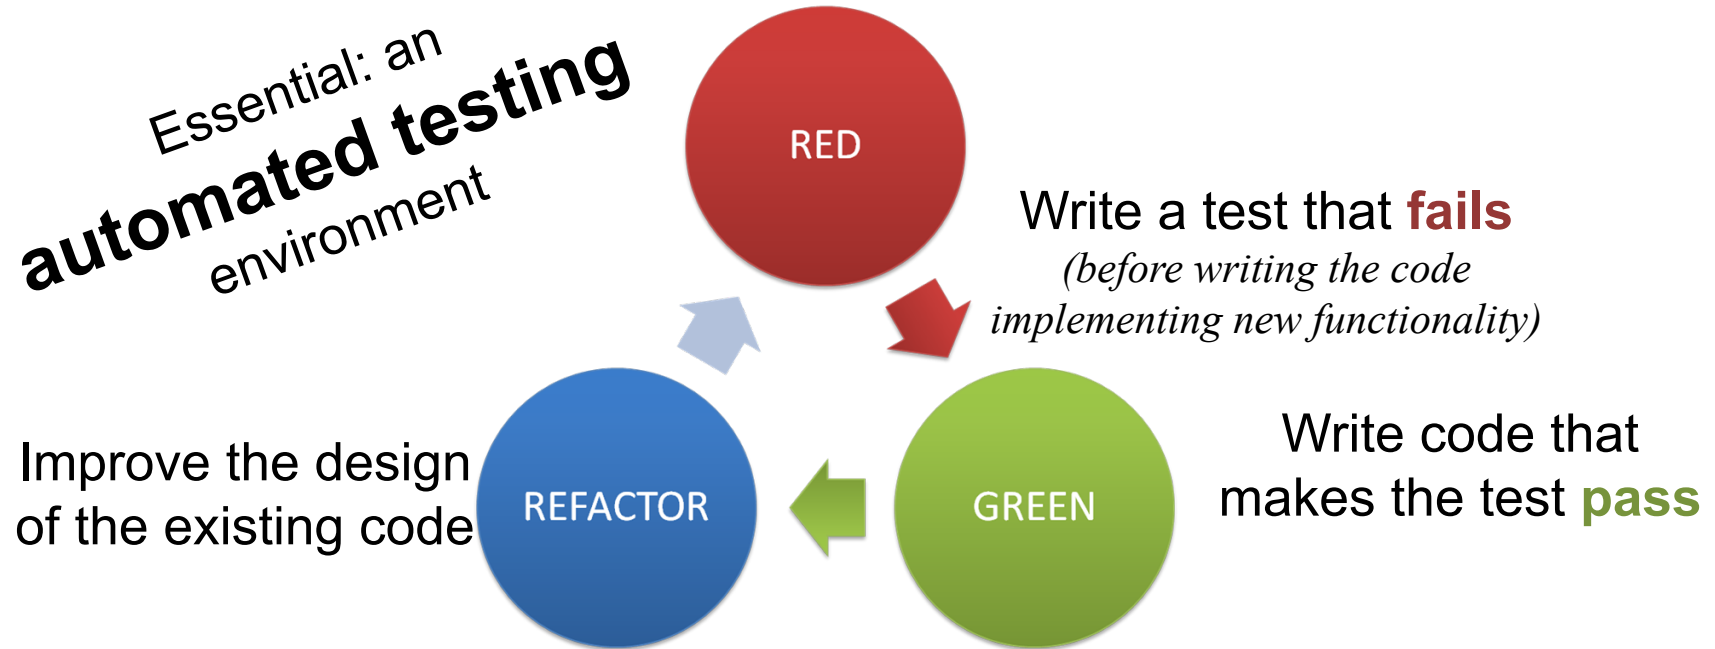 Essential: an
automated testing
environment
RED
Write a test that fails
(before writing the code
implementing new functionality)
GREEN
Write code that
makes the test pass
REFACTOR
Improve the design
of the existing code